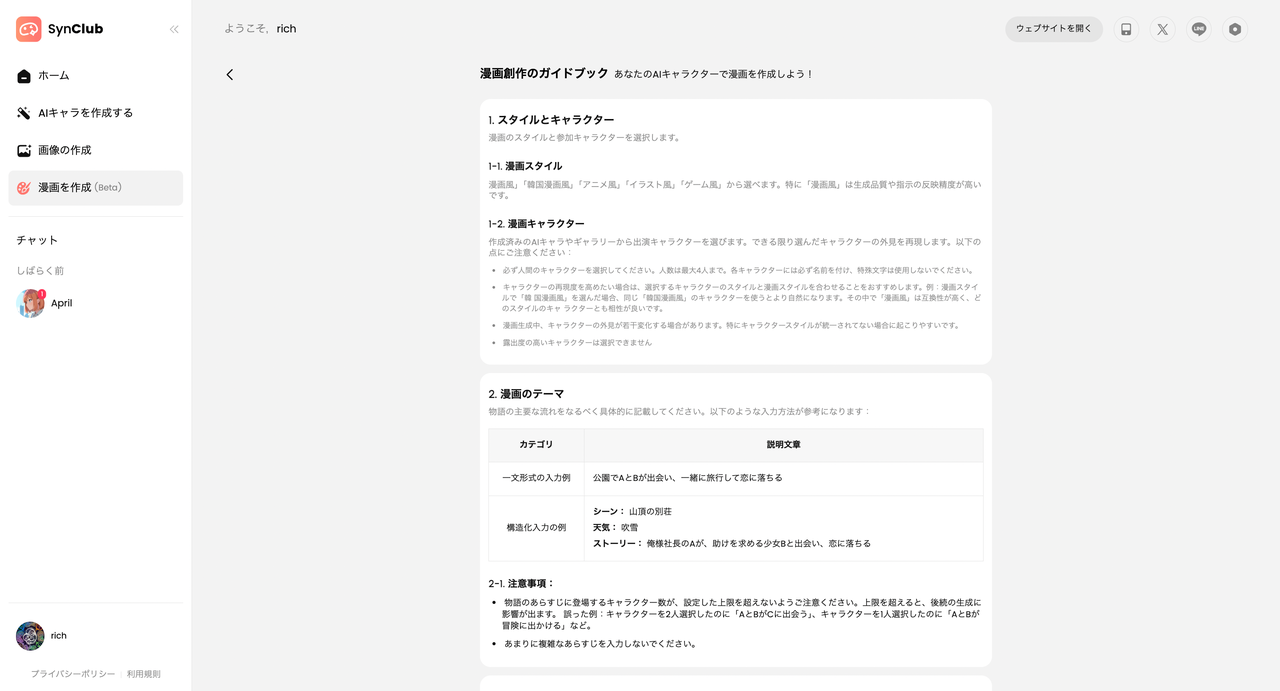 SynClub
ようこそ, rich
ウェブサイトを開く
LINE
ホーム
AIキャラを作成する
画像の作成
漫画を作成 (Beta)
チャット
しばらく前
1
April
rich
プライバシーポリシー | 利用規則
漫画創作のガイドブック あなたのAIキャラクターで漫画を作成しよう！
1. スタイルとキャラクター
漫画のスタイルと参加キャラクターを選択します。
1-1. 漫画スタイル
漫画風」「韓国漫画風」「アニメ風」「イラスト風」「ゲーム風」から選べます。特に「漫画風」は生成品質や指示の反映精度が高い
です。
1-2. 漫画キャラクター
作成済みのAIキャラやギャラリーから出演キャラクターを選びます。できる限り選んだキャラクターの外見を再現します。以下の
点にご注意ください：
• 必ず人間のキャラクターを選択してください。人数は最大4人まで。各キャラクターには必ず名前を付け、特殊文字は使用しないでください。
• キャラクターの再現度を高めたい場合は、選択するキャラクターのスタイルと漫画スタイルを合わせることをおすすめします。例：漫画スタイ
ルで「韓 国漫画風」を選んだ場合、同じ「韓国漫画風」のキャラクターを使うとより自然になります。その中で「漫画風」は互換性が高く、ど
のスタイルのキャ ラクターとも相性が良いです。
• 漫画生成中、キャラクターの外見が若干変化する場合があります。特にキャラクタースタイルが統一されてない場合に起こりやすいです。
• 露出度の高いキャラクターは選択できません
2. 漫画のテーマ
物語の主要な流れをなるべく具体的に記載してください。以下のような入力方法が参考になります：
カテゴリ 説明文章
一文形式の入力例 公園でAとBが出会い、一緒に旅行して恋に落ちる
構造化入力の例
シーン： 山頂の別荘
天気： 吹雪
ストーリー： 俺様社長のAが、助けを求める少女Bと出会い、恋に落ちる
2-1. 注意事項：
• 物語のあらすじに登場するキャラクター数が、設定した上限を超えないようご注意ください。上限を超えると、後続の生成に
影響が出ます。 誤った例：キャラクターを2人選択したのに「AとBがCに出会う」、キャラクターを1人選択したのに「AとBが
冒険に出かける」など。
• あまりに複雑なあらすじを入力しないでください。